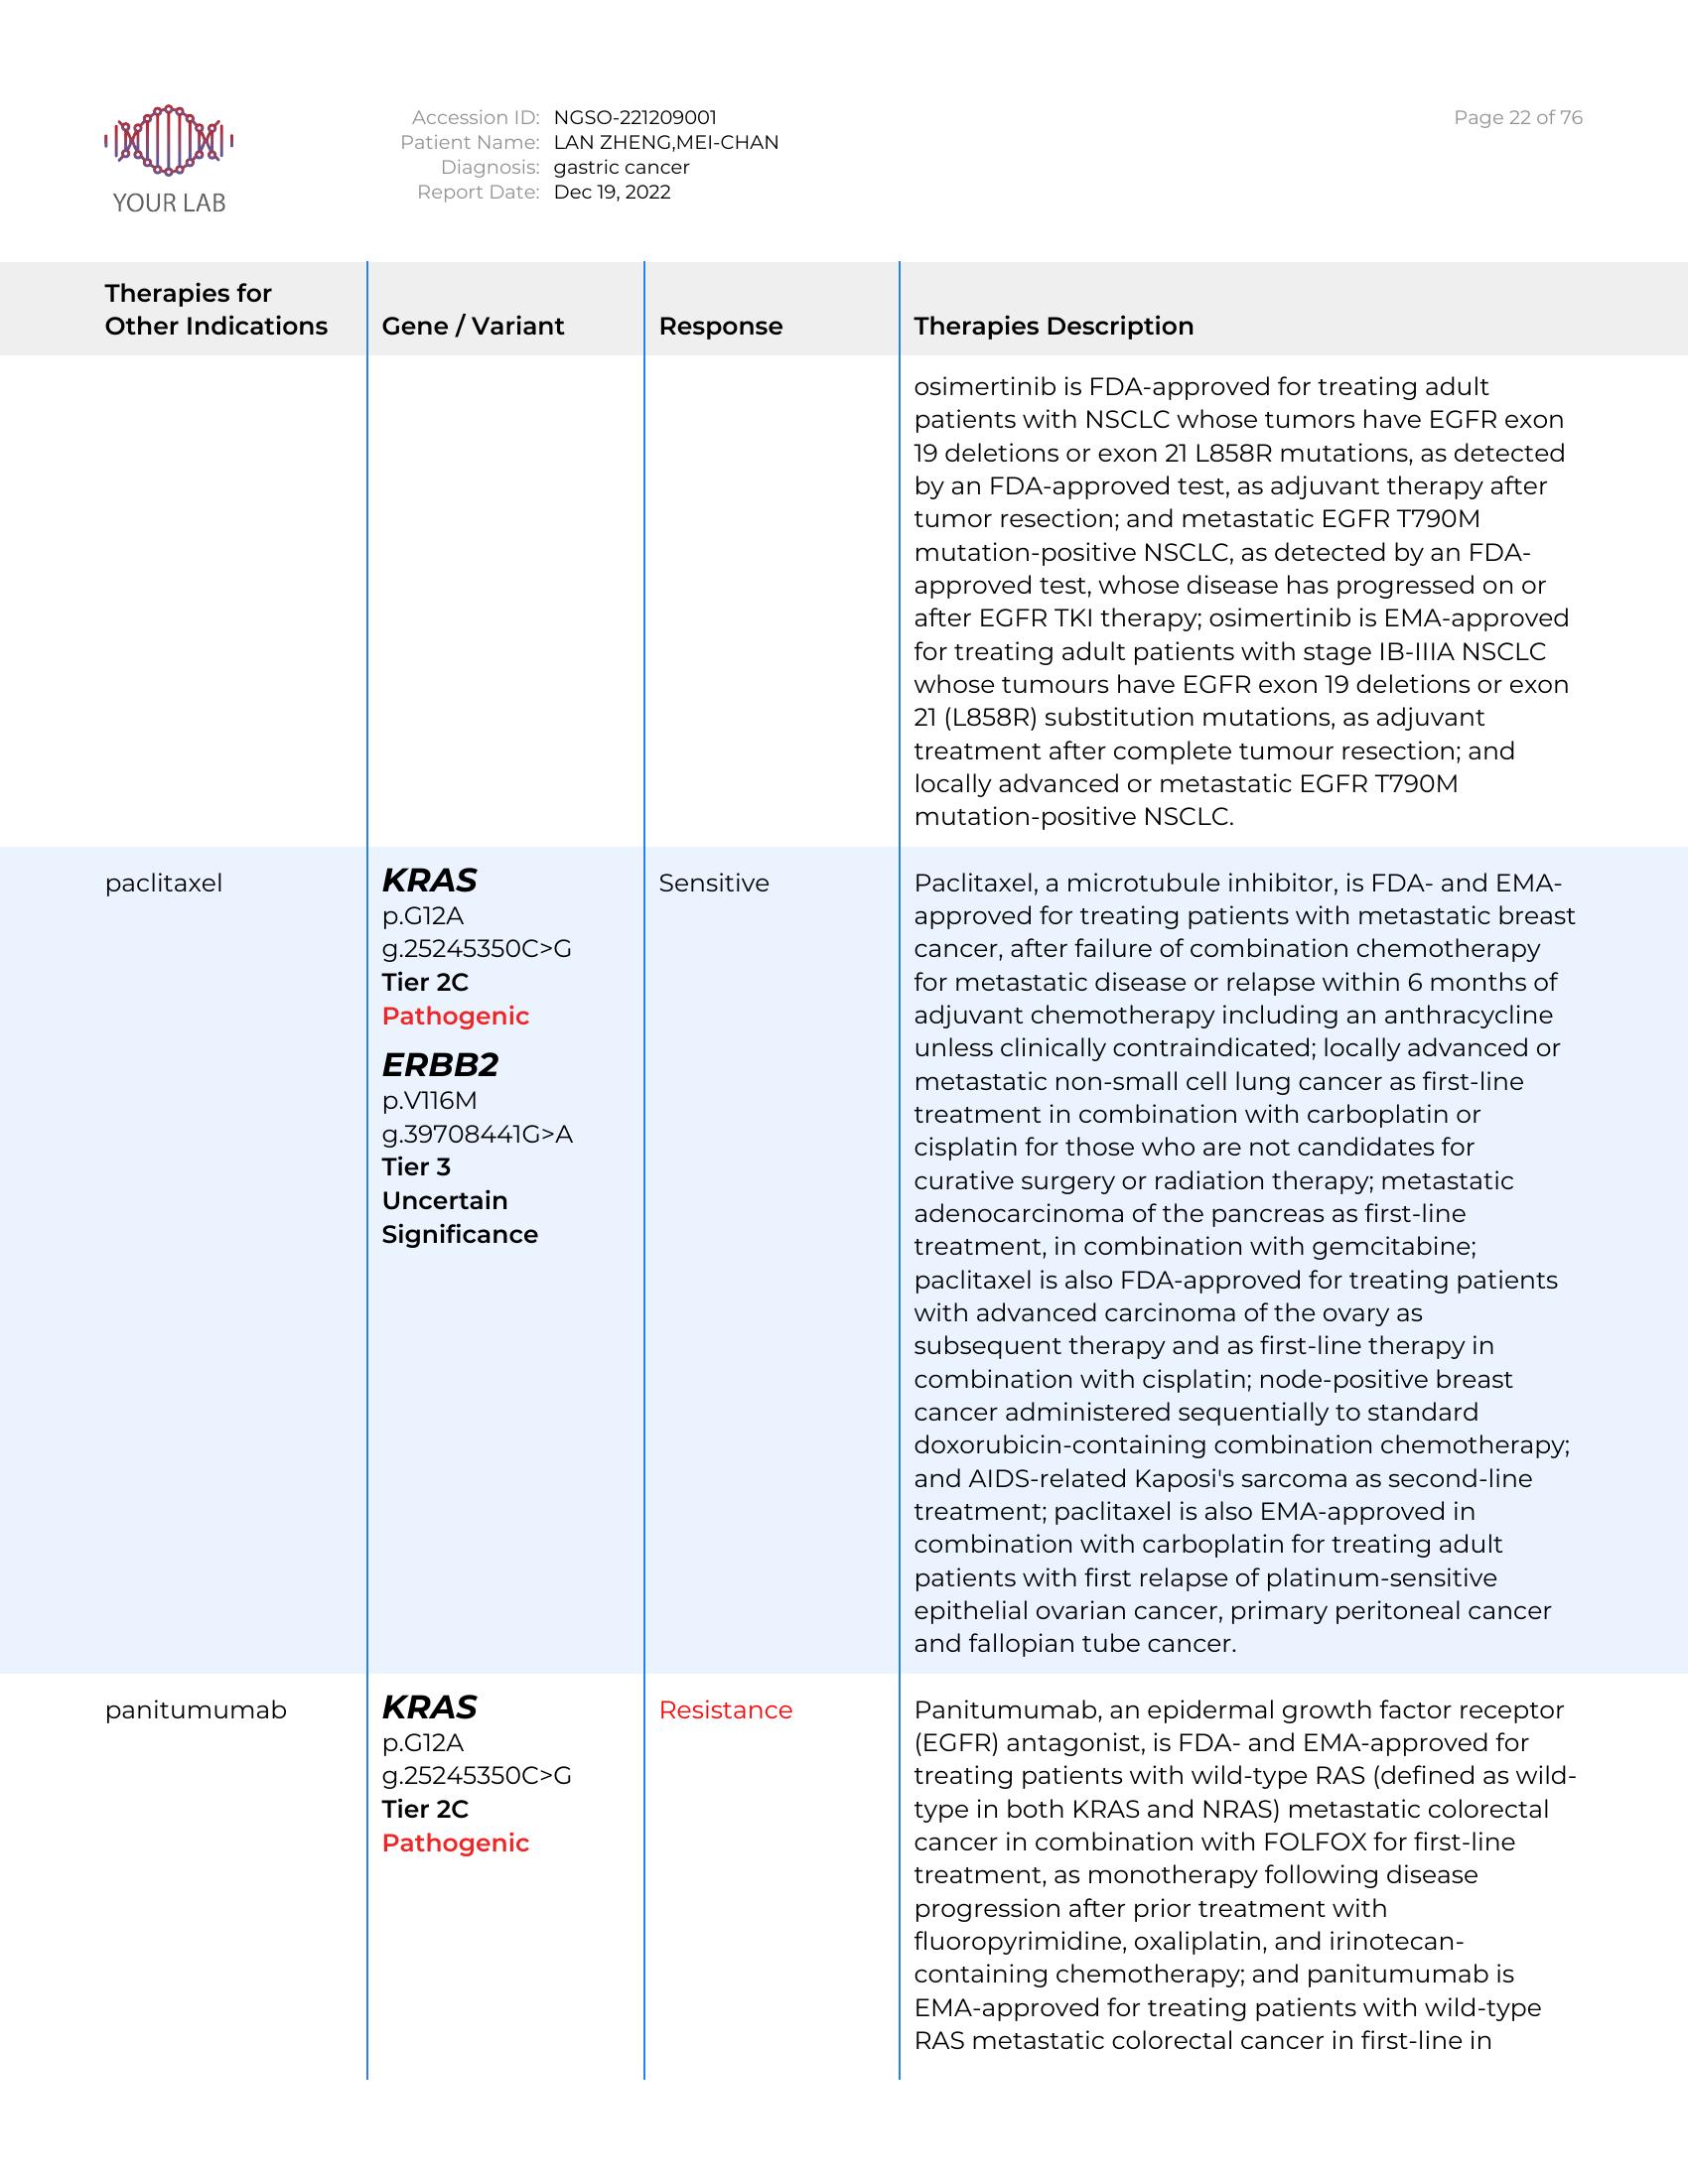 YOUR LAB
Accession ID: NGSO-221209001
Patient Name: LAN ZHENG,MEI-CHAN
Diagnosis: gastric cancer
Report Date: Dec 19, 2022
Page 22 of 76
Therapies for
Other Indications
Gene / Variant
Response
Therapies Description
osimertinib is FDA-approved for treating adult
patients with NSCLC whose tumors have EGFR exon
19 deletions or exon 21 L858R mutations, as detected
by an FDA-approved test, as adjuvant therapy after
tumor resection; and metastatic EGFR T790M
mutation-positive NSCLC, as detected by an FDA-
approved test, whose disease has progressed on or
after EGFR TKI therapy; osimertinib is EMA-approved
for treating adult patients with stage IB-IIIA NSCLC
whose tumours have EGFR exon 19 deletions or exon
21 (L858R) substitution mutations, as adjuvant
treatment after complete tumour resection; and
locally advanced or metastatic EGFR T790M
mutation-positive NSCLC.
paclitaxel
KRAS
p.G12A
g.25245350C>G
Tier 2C
Pathogenic
ERBB2
p.V116M
g.39708441G>A
Tier 3
Uncertain
Significance
Sensitive
Paclitaxel, a microtubule inhibitor, is FDA- and EMA-
approved for treating patients with metastatic breast
cancer, after failure of combination chemotherapy
for metastatic disease or relapse within 6 months of
adjuvant chemotherapy including an anthracycline
unless clinically contraindicated; locally advanced or
metastatic non-small cell lung cancer as first-line
treatment in combination with carboplatin or
cisplatin for those who are not candidates for
curative surgery or radiation therapy; metastatic
adenocarcinoma of the pancreas as first-line
treatment, in combination with gemcitabine;
paclitaxel is also FDA-approved for treating patients
with advanced carcinoma of the ovary as
subsequent therapy and as first-line therapy in
combination with cisplatin; node-positive breast
cancer administered sequentially to standard
doxorubicin-containing combination chemotherapy;
and AIDS-related Kaposi's sarcoma as second-line
treatment; paclitaxel is also EMA-approved in
combination with carboplatin for treating adult
patients with first relapse of platinum-sensitive
epithelial ovarian cancer, primary peritoneal cancer
and fallopian tube cancer.
panitumumab
KRAS
p.G12A
g.25245350C>G
Tier 2C
Pathogenic
Resistance
Panitumumab, an epidermal growth factor receptor
(EGFR) antagonist, is FDA- and EMA-approved for
treating patients with wild-type RAS (defined as wild-
type in both KRAS and NRAS) metastatic colorectal
cancer in combination with FOLFOX for first-line
treatment, as monotherapy following disease
progression after prior treatment with
fluoropyrimidine, oxaliplatin, and irinotecan-
containing chemotherapy; and panitumumab is
EMA-approved for treating patients with wild-type
RAS metastatic colorectal cancer in first-line in